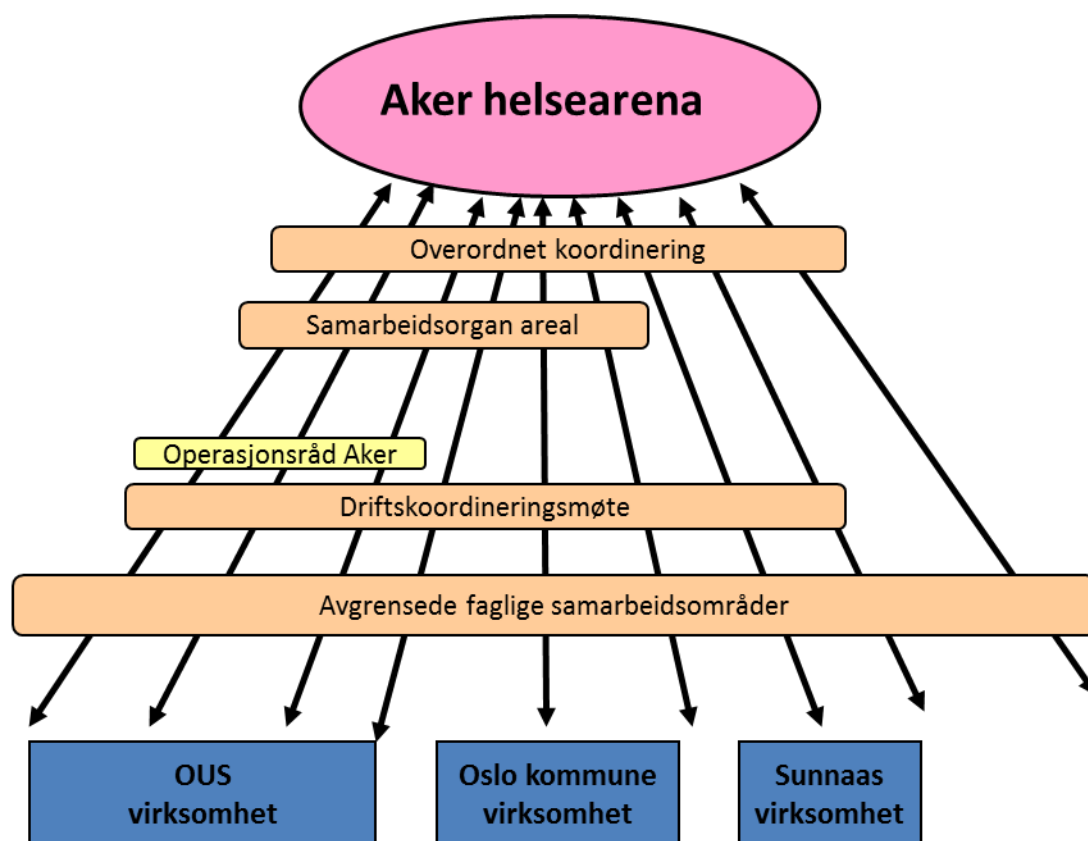 Aker helsearena
Overordnet koordinering
Samarbeidsorgan areal
Operasjonsråd Aker
Driftskoordineringsmøte
Avgrensede faglige samarbeidsområder
OUS
virksomhet
Oslo kommune
virksomhet
Sunnaas
virksomhet